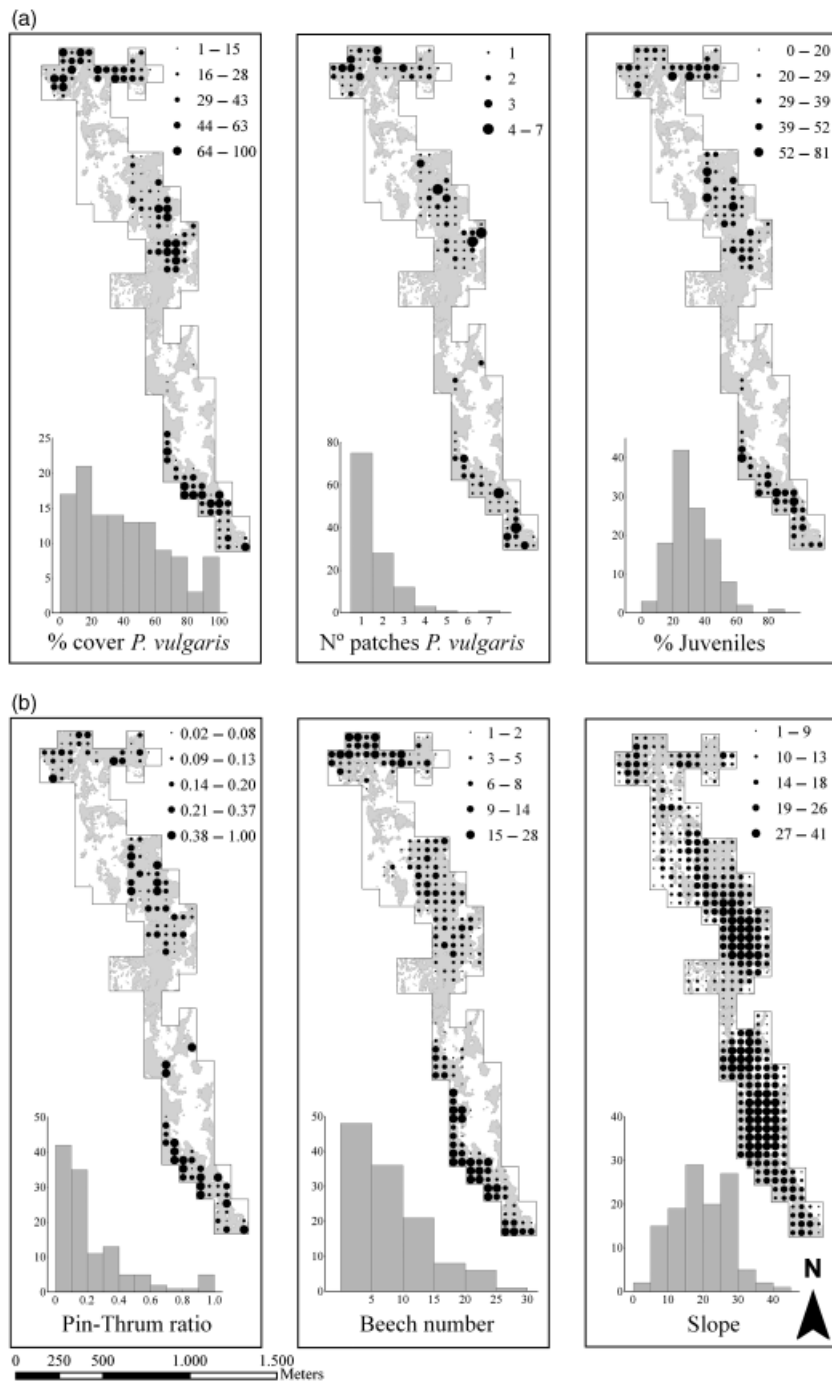 (a)
1 – 15
16 – 28
29 – 43
44 – 63
64 – 100
25
20
15
10
5
0
0 20 40 60 80 100
% cover P. vulgaris
1
2
3
4 – 7
80
60
40
20
0
1 2 3 4 5 6 7
Nº patches P. vulgaris
0 – 20
20 – 29
29 – 39
39 – 52
52 – 81
40
30
20
10
0
0 20 40 60 80
% Juveniles
(b)
0.02 – 0.08
0.09 – 0.13
0.14 – 0.20
0.21 – 0.37
0.38 – 1.00
50
40
30
20
10
0
0.0 0.2 0.4 0.6 0.8 1.0
Pin-Thrum ratio
1 – 2
3 – 5
6 – 8
9 – 14
15 – 28
50
40
30
20
10
0
5 10 15 20 25 30
Beech number
1 – 9
10 – 13
14 – 18
19 – 26
27 – 41
40
30
20
10
0
0 10 20 30 40
Slope
N
0 250 500 1.000 1.500
Meters